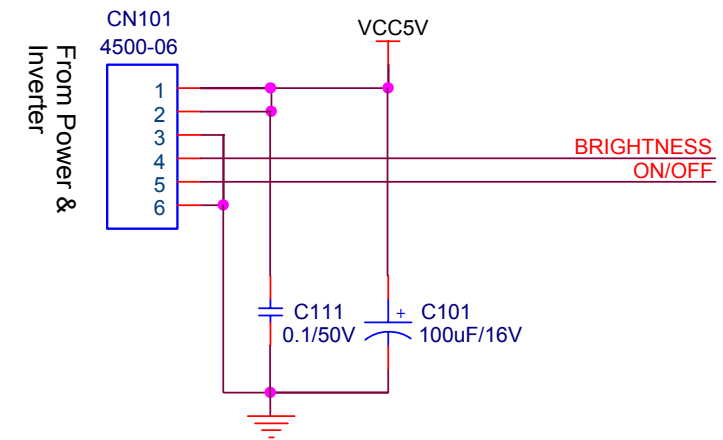 CN101
4500-06
VCC5V
From Power &
Inverter
1
2
3
4
5
6
BRIGHTNESS
ON/OFF
+
C111
0.1/50V
C101
100uF/16V